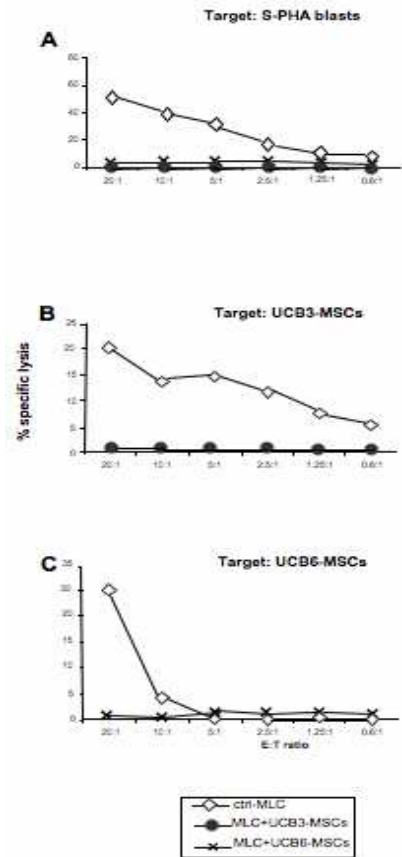 Target: S-PHA blasts
A
80
60
40
20
0
20:1 10:1 5:1 2.5:1 1.25:1 0.6:1
B Target: UCB3-MSCs
25
20
15
10
5
0
20:1 10:1 5:1 2.5:1 1.25:1 0.6:1
% specific lysis
C Target: UCB6-MSCs
15
10
5
0
20:1 10:1 5:1 2.5:1 1.25:1 0.6:1
E:T ratio
ctrl-MLC
MLC+UCB3-MSCs
MLC+UCB6-MSCs